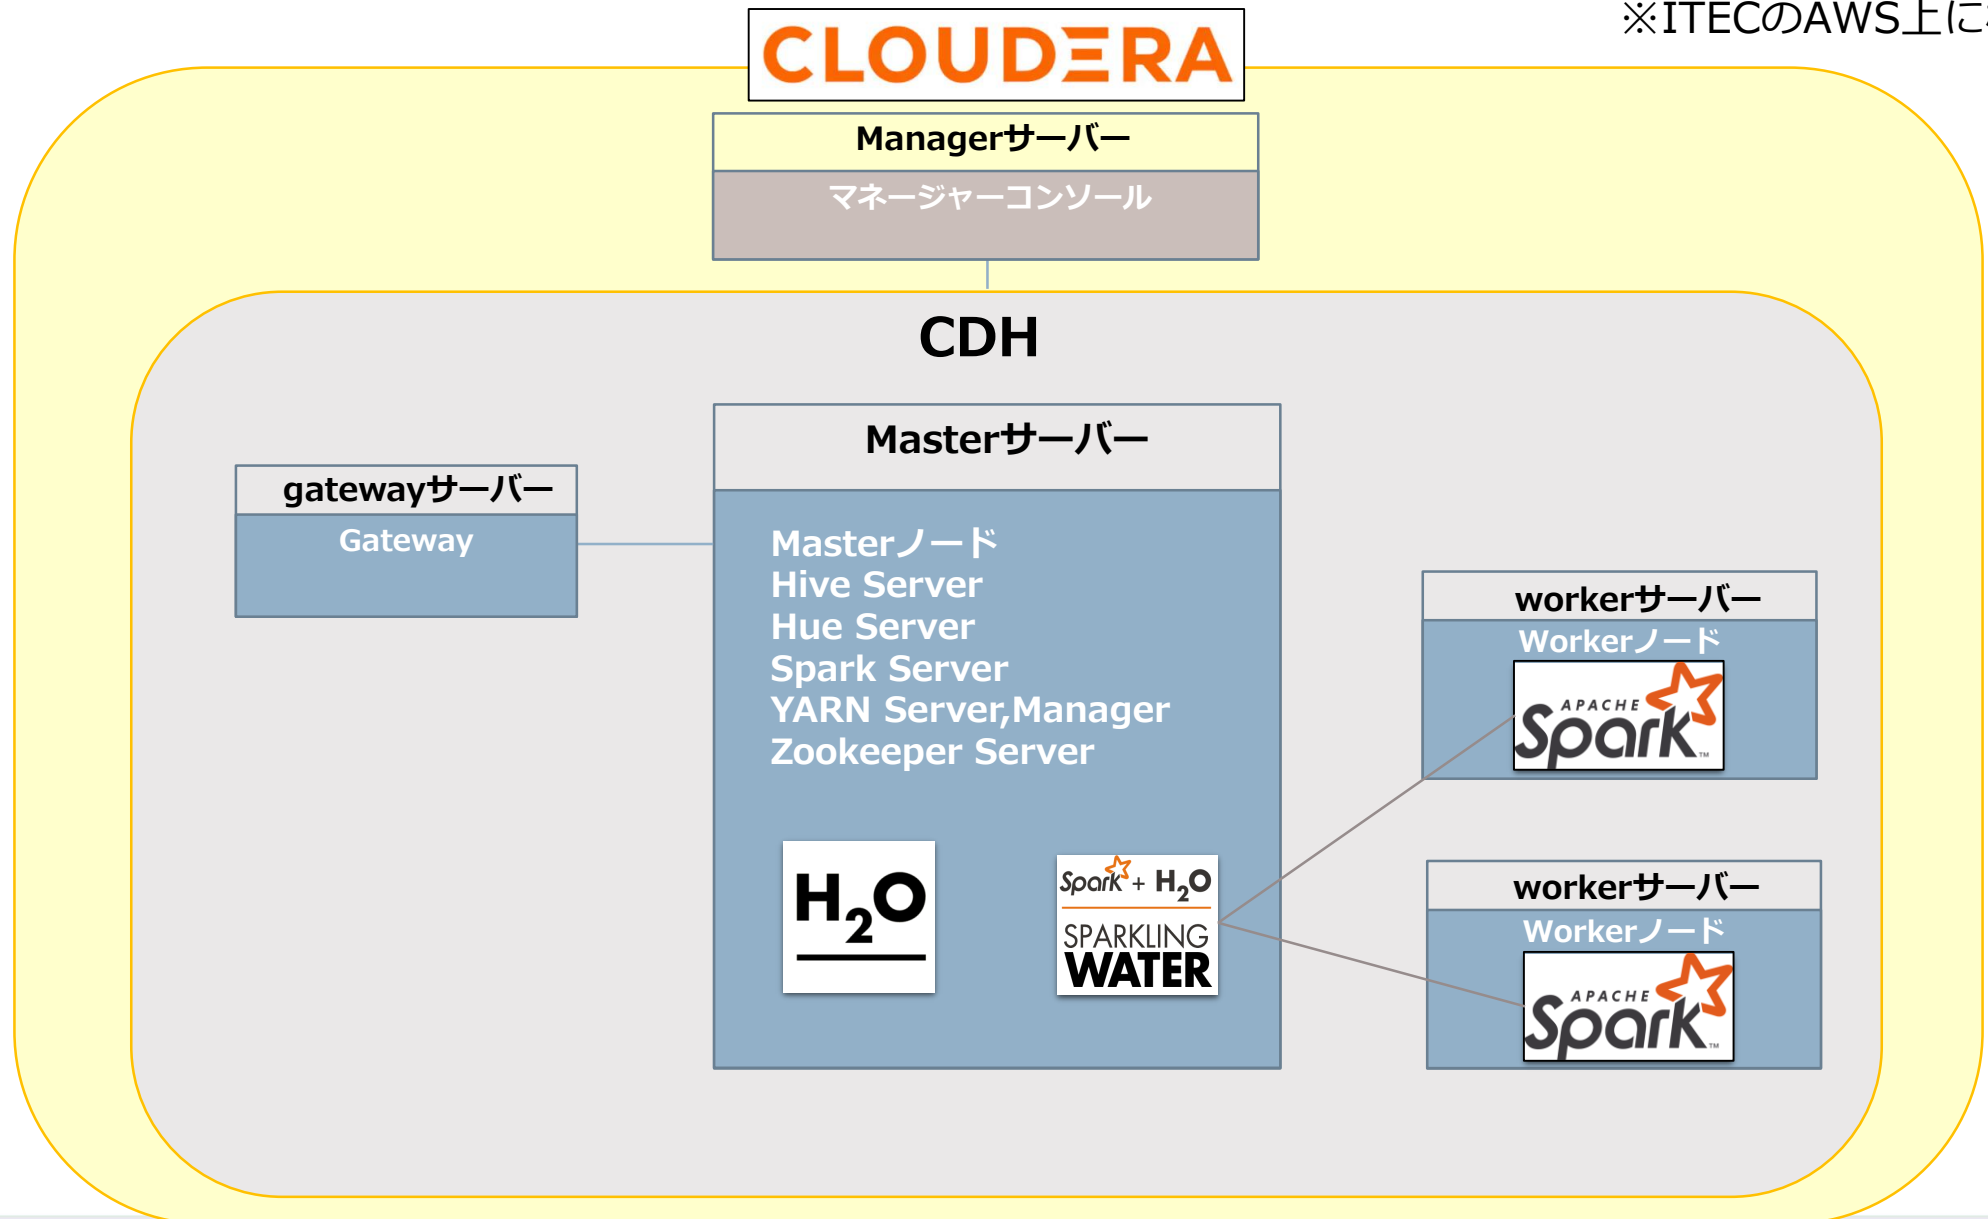 ※ITECのAWS上に
CLOUDERA
Managerサーバー
マネージャーコンソール
CDH
Masterサーバー
gatewayサーバー
Gateway
Masterノード
Hive Server
Hue Server
Spark Server
YARN Server,Manager
Zookeeper Server
H2O
Spark + H2O
SPARKLING
WATER
workerサーバー
Workerノード
APACHE
Spark™
workerサーバー
Workerノード
APACHE
Spark™